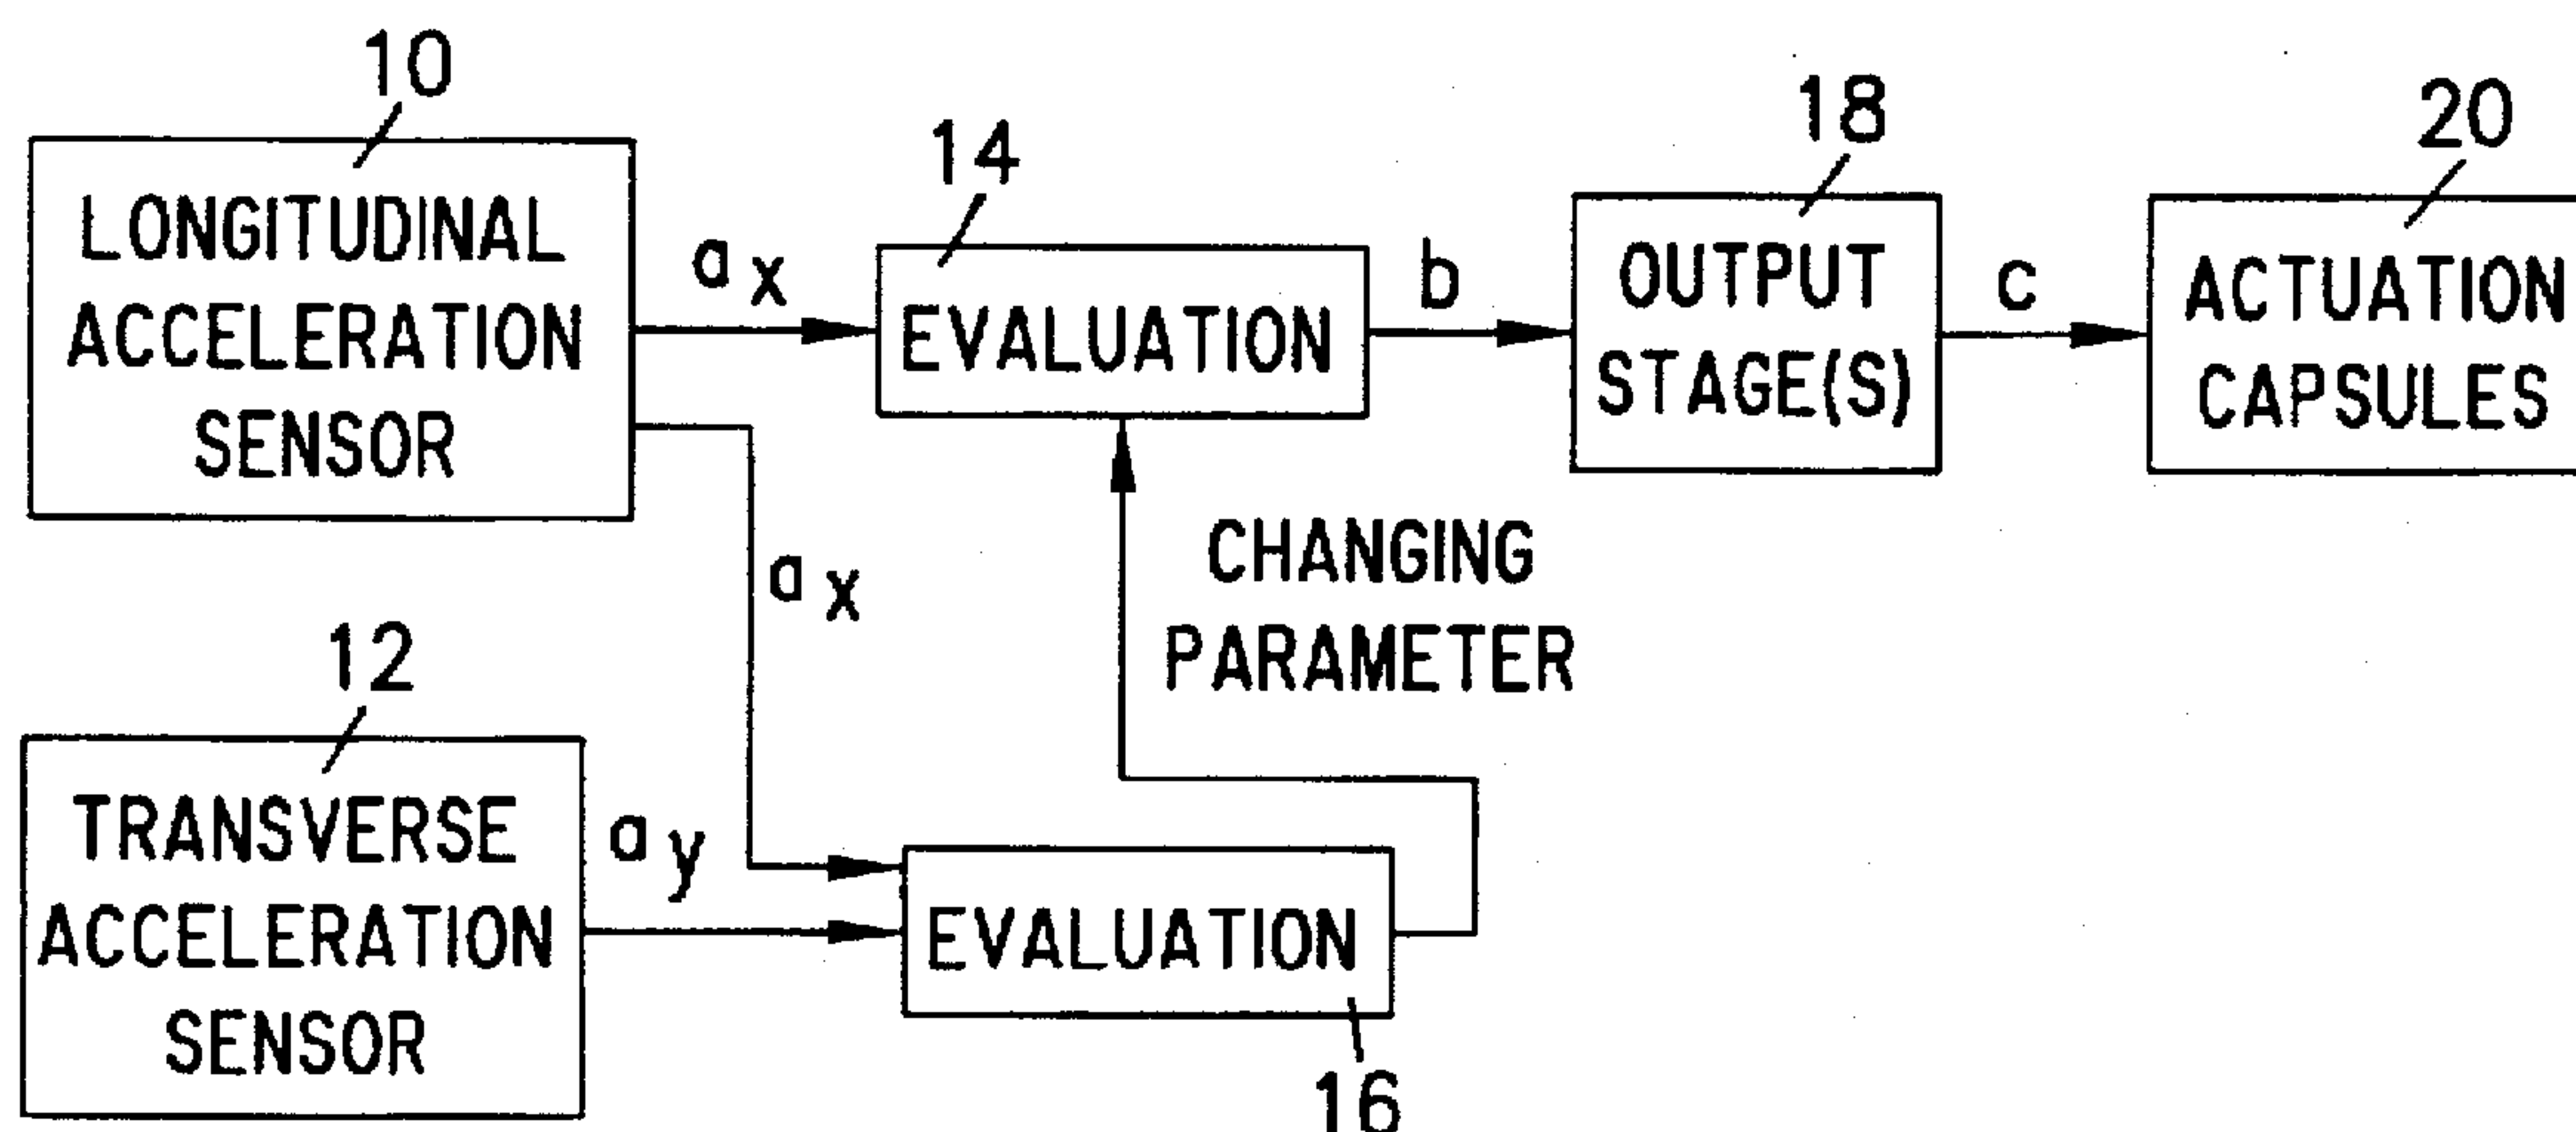 10
LONGITUDINAL
ACCELERATION
SENSOR
a x
14
EVALUATION
b
18
OUTPUT
STAGE(S)
c
20
ACTUATION
CAPSULES
a x
CHANGING
PARAMETER
12
TRANSVERSE
ACCELERATION
SENSOR
a y
EVALUATION
16